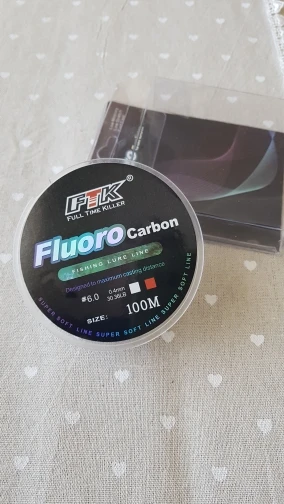 FTK®
FULL TIME KILLER
Fluoro Carbon
FISHING LURE LINE
Designed to maximum casting distance
#6.0
0.4mm
30.36LB
SIZE:
100M
SUPER SOFT LINE SUPER SOFT LINE SUPER SOFT LINE